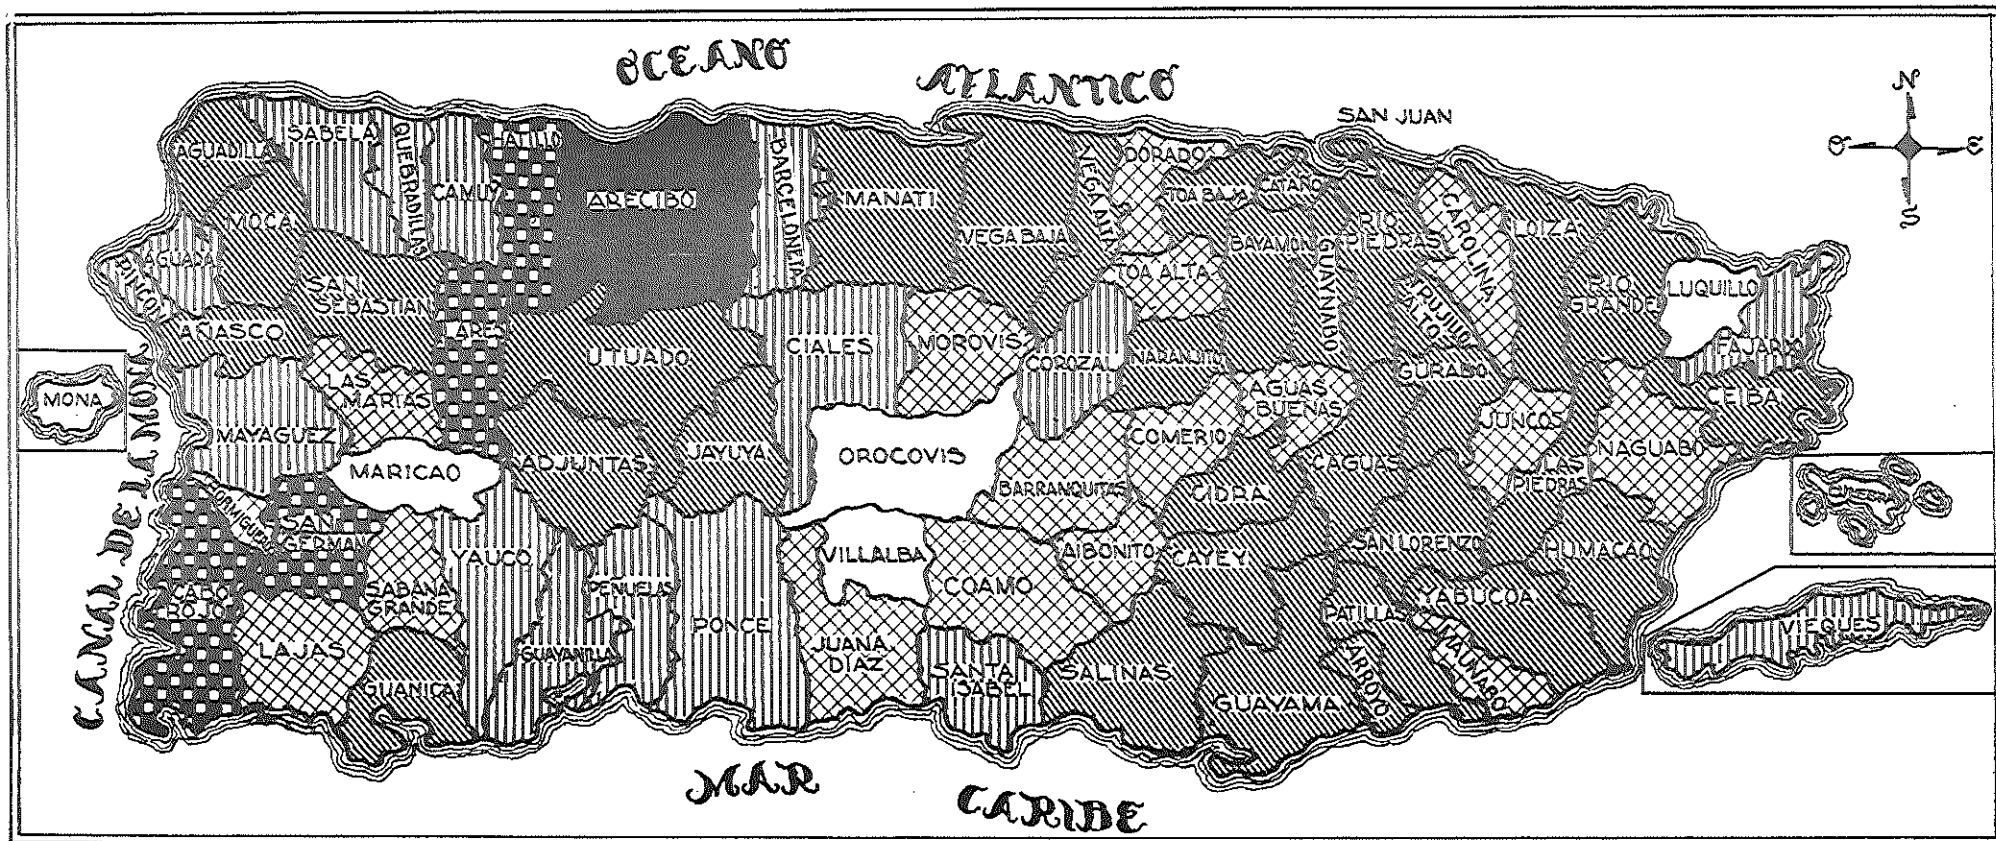 OCEANO
ATLANTICO
N
O
E
S
SAN JUAN
SABELA
QUEBRADILLAS
HATILLO
AGUADILLA
CAMUY
ARECIBO
BARCELONETA
MANATI
VEGA BAJA
VEGA ALTA
DORADO
TOA BAJA
CATAÑO
BAYAMON
GUAYNABO
RIO
PIEDRAS
CAROLINA
LOIZA
MOCA
AGUADA
RINCON
SAN
SEBASTIAN
AÑASCO
LARES
UTUADO
CIALES
MOROVIS
COROZAL
TOA ALTA
NARANJITO
TRUJILLO
ALTO
RIO
GRANDE
LUQUILLO
FAJARDO
CEIBA
GURABO
AGUAS
BUENAS
JUNCOS
NAGUABO
LAS
PIEDRAS
MONA
CANAL DE LA MONA
LAS
MARIAS
MAYAGUEZ
MARICAO
ADJUNTAS
JAYUYA
OROCOVIS
BARRANQUITAS
COMERIO
CIDRA
CAGUAS
SAN
GERMAN
YAUCO
VILLALBA
COAMO
AIBONITO
CAYEY
SAN LORENZO
HUMACAO
CABO
ROJO
SABANA
GRANDE
PEÑUELAS
PONCE
LAJAS
GUANICA
GUAYANILLA
JUANA
DIAZ
SANTA
ISABEL
SALINAS
GUAYAMA
ARROYO
PATILLAS
MAUNABO
YABUCOA
VIEQUES
MAR
CARIBE